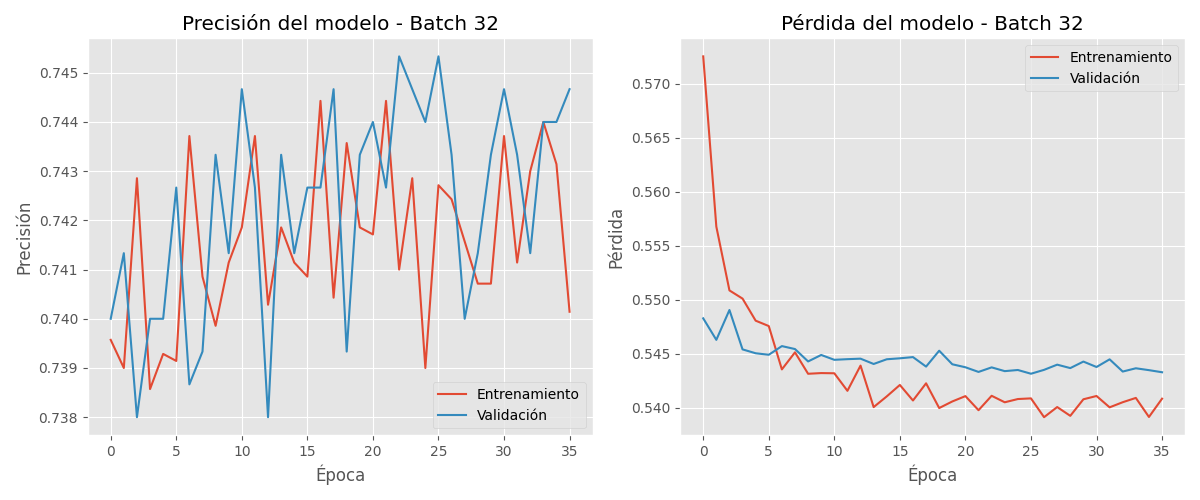 Precisión del modelo - Batch 32
Precisión
0.745
0.744
0.743
0.742
0.741
0.740
0.739
0.738
0 5 10 15 20 25 30 35
Época
Entrenamiento
Validación
Pérdida del modelo - Batch 32
Pérdida
0.570
0.565
0.560
0.555
0.550
0.545
0.540
0 5 10 15 20 25 30 35
Época
Entrenamiento
Validación